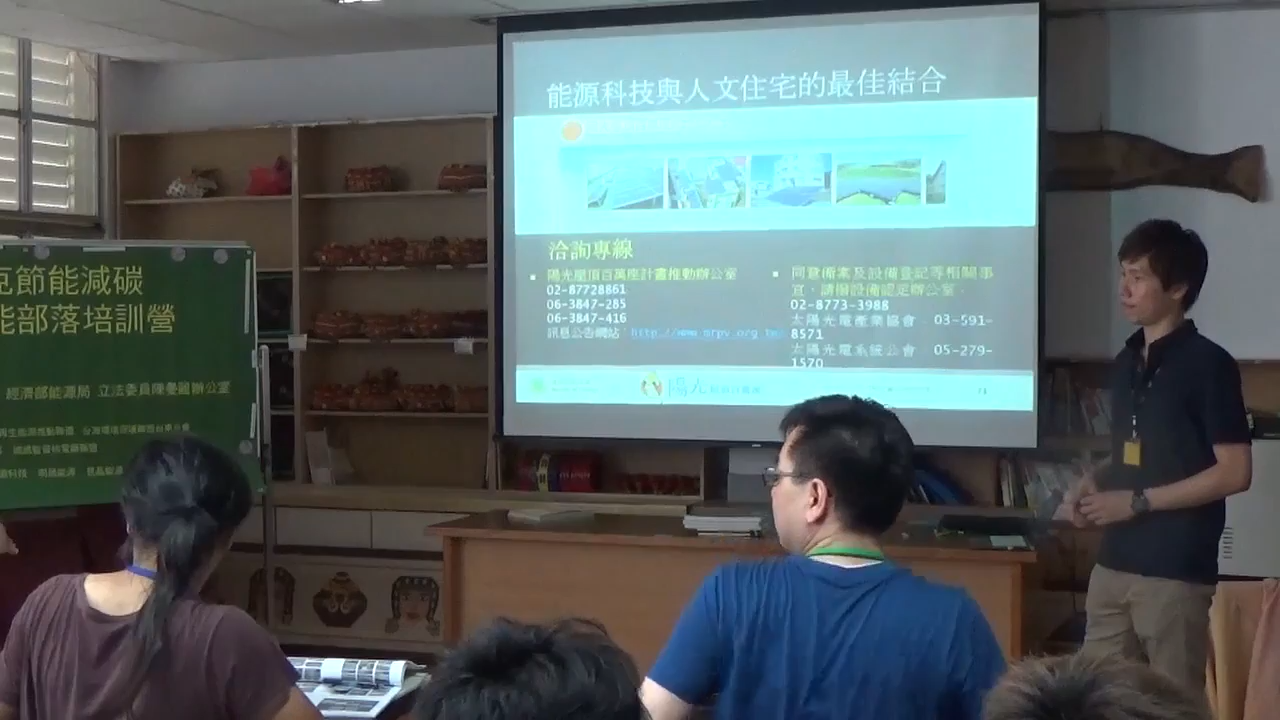 能源科技與人文住宅的最佳結合
洽詢專線
陽光屋頂百萬座計畫推動辦公室
02-87728861
06-3847-285
06-3847-416
訊息公告網站：http://www.mrpv.org.tw/
同意備案及設備登記等相關事
宜，請撥設備認定辦公室．
02-8773-3988
太陽光電產業協會 03-591-
8571
太陽光電系統公會 05-279-
1570
陽光
節能減碳
能部落培訓營
經濟部能源局 立法委員陳瑩辦公室